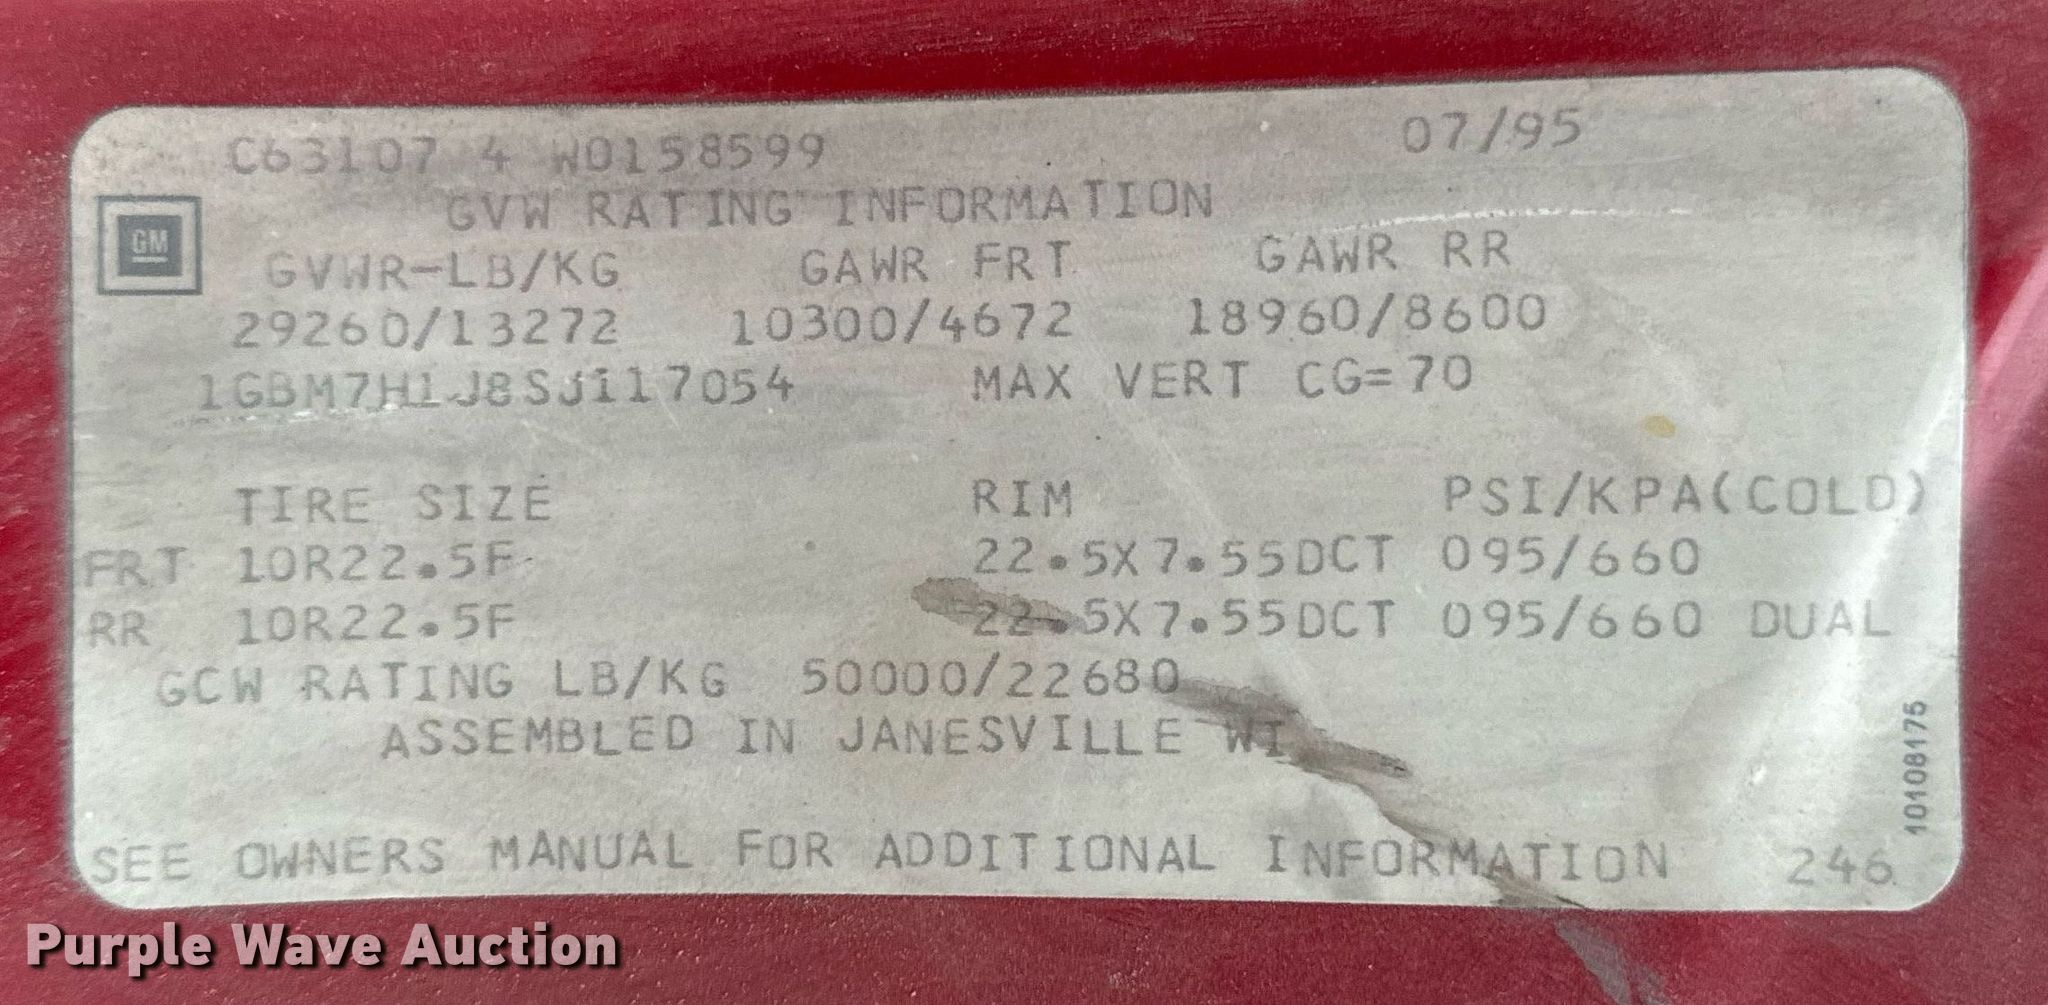 C63107 4 W0158599 07/95
GVW RATING INFORMATION
GM
GVWR-LB/KG GAWR FRT GAWR RR
29260/13272 10300/4672 18960/8600
1GBM7H1J8SJ117054 MAX VERT CG=70
TIRE SIZE RIM PSI/KPA(COLD)
FRT 10R22.5F 22.5X7.55DCT 095/660
RR 10R22.5F 22.5X7.55DCT 095/660 DUAL
GCW RATING LB/KG 50000/22680
ASSEMBLED IN JANESVILLE WI
10108175
SEE OWNERS MANUAL FOR ADDITIONAL INFORMATION 246
Purple Wave Auction